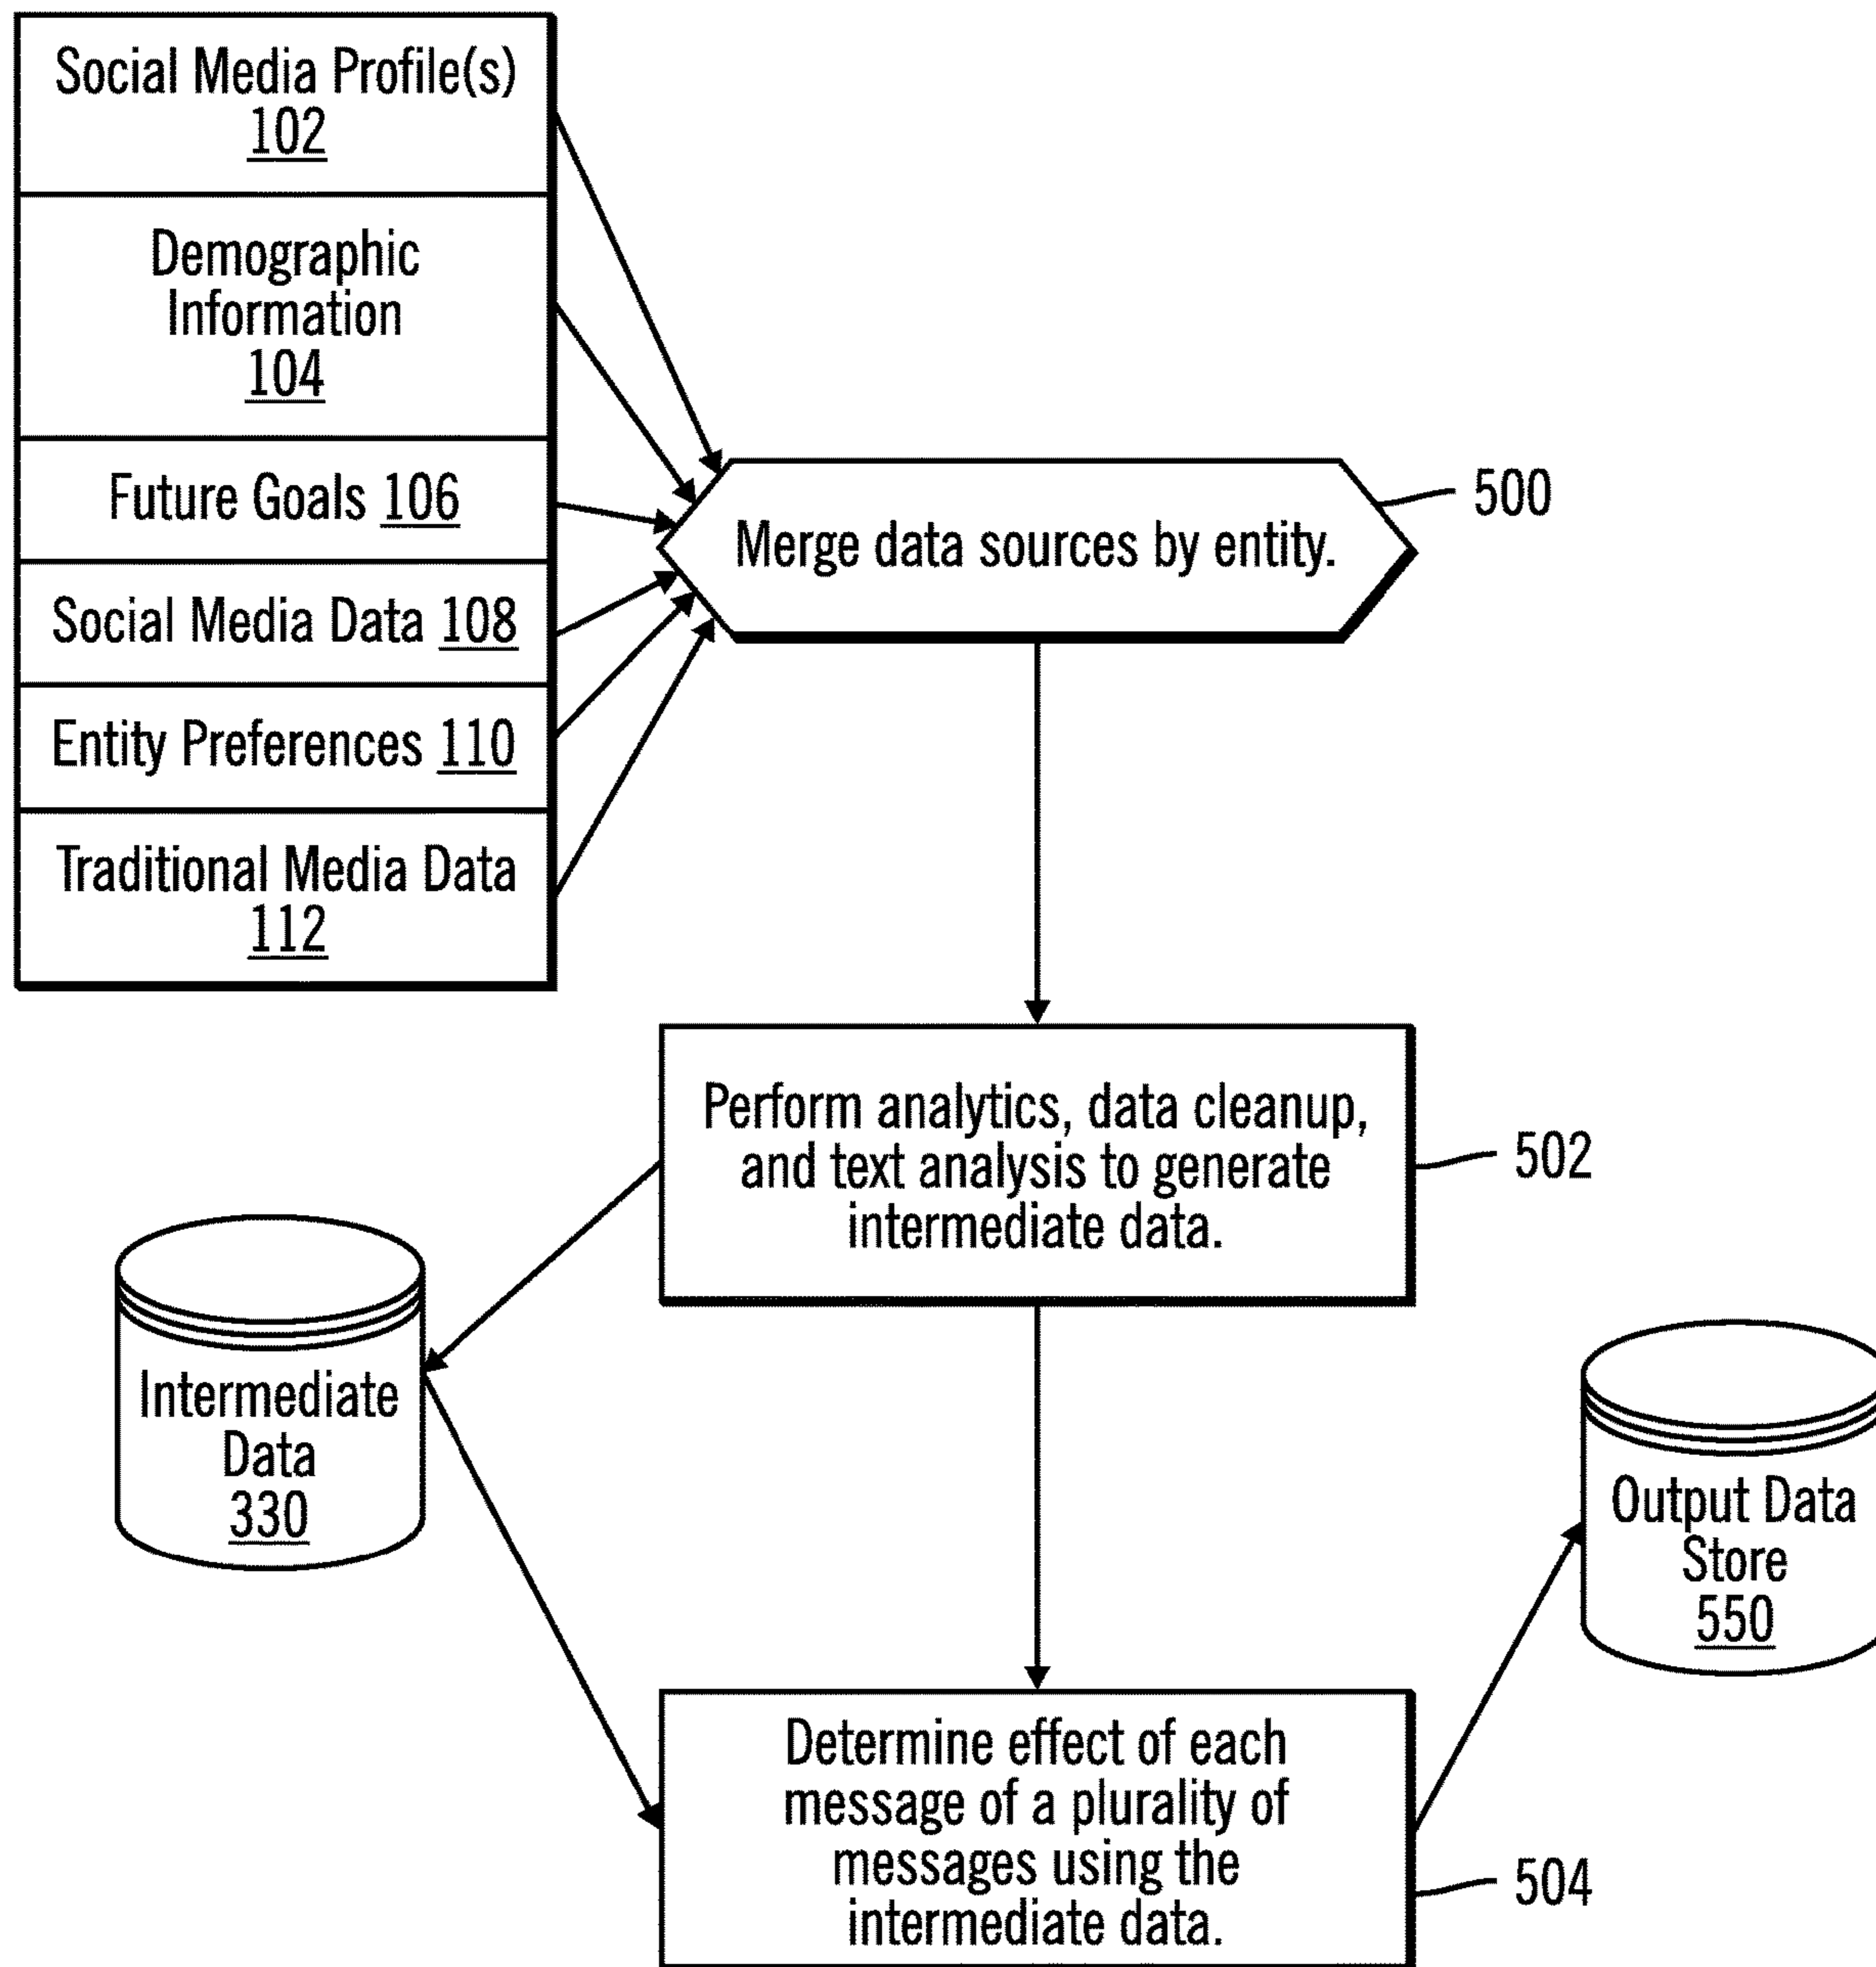 Social Media Profile(s)
102
Demographic
Information
104
Future Goals 106
Social Media Data 108
Entity Preferences 110
Traditional Media Data
112
Merge data sources by entity.
500
Perform analytics, data cleanup,
and text analysis to generate
intermediate data.
502
Intermediate
Data
330
Output Data
Store
550
Determine effect of each
message of a plurality of
messages using the
intermediate data.
504